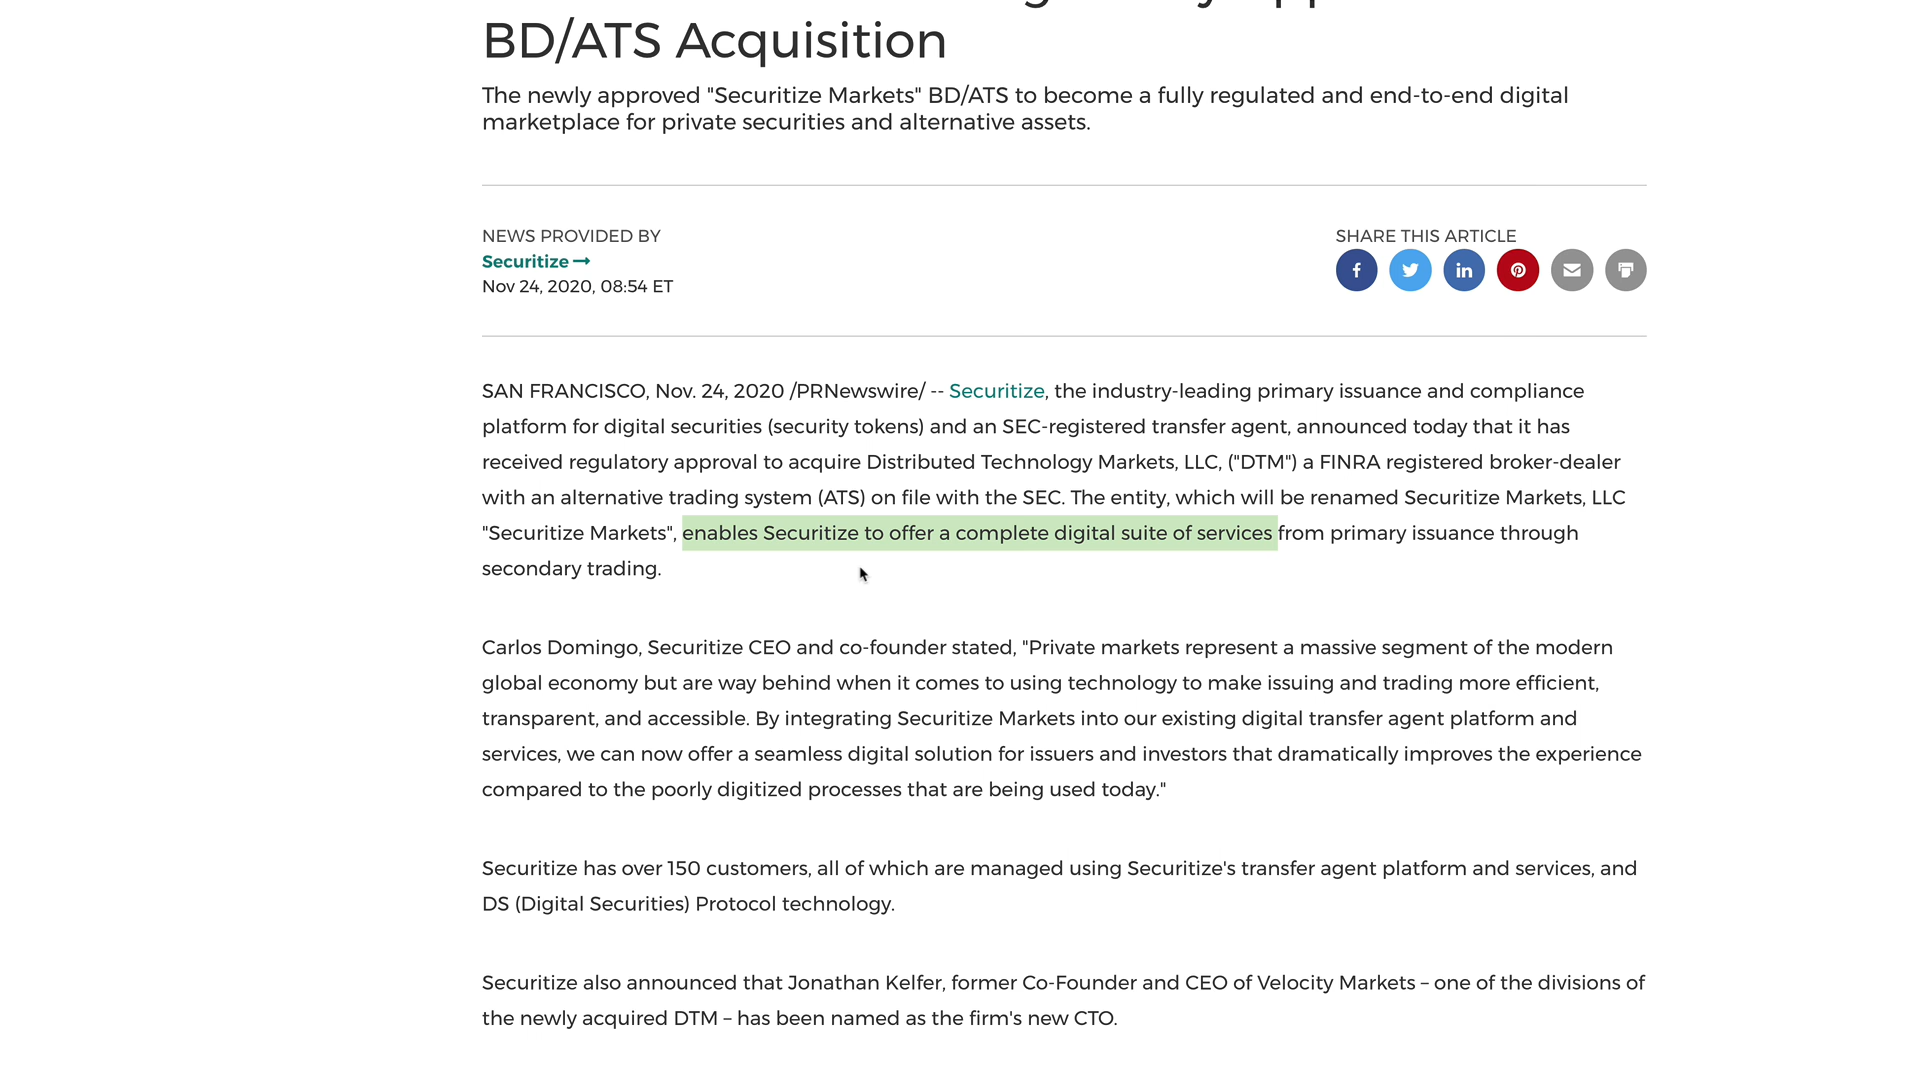 BD/ATS Acquisition
The newly approved "Securitize Markets" BD/ATS to become a fully regulated and end-to-end digital
marketplace for private securities and alternative assets.
NEWS PROVIDED BY
Securitize →
Nov 24, 2020, 08:54 ET
SHARE THIS ARTICLE
SAN FRANCISCO, Nov. 24, 2020 /PRNewswire/ -- Securitize, the industry-leading primary issuance and compliance
platform for digital securities (security tokens) and an SEC-registered transfer agent, announced today that it has
received regulatory approval to acquire Distributed Technology Markets, LLC, ("DTM") a FINRA registered broker-dealer
with an alternative trading system (ATS) on file with the SEC. The entity, which will be renamed Securitize Markets, LLC
"Securitize Markets", enables Securitize to offer a complete digital suite of services from primary issuance through
secondary trading.
Carlos Domingo, Securitize CEO and co-founder stated, "Private markets represent a massive segment of the modern
global economy but are way behind when it comes to using technology to make issuing and trading more efficient,
transparent, and accessible. By integrating Securitize Markets into our existing digital transfer agent platform and
services, we can now offer a seamless digital solution for issuers and investors that dramatically improves the experience
compared to the poorly digitized processes that are being used today."
Securitize has over 150 customers, all of which are managed using Securitize's transfer agent platform and services, and
DS (Digital Securities) Protocol technology.
Securitize also announced that Jonathan Kelfer, former Co-Founder and CEO of Velocity Markets – one of the divisions of
the newly acquired DTM – has been named as the firm's new CTO.